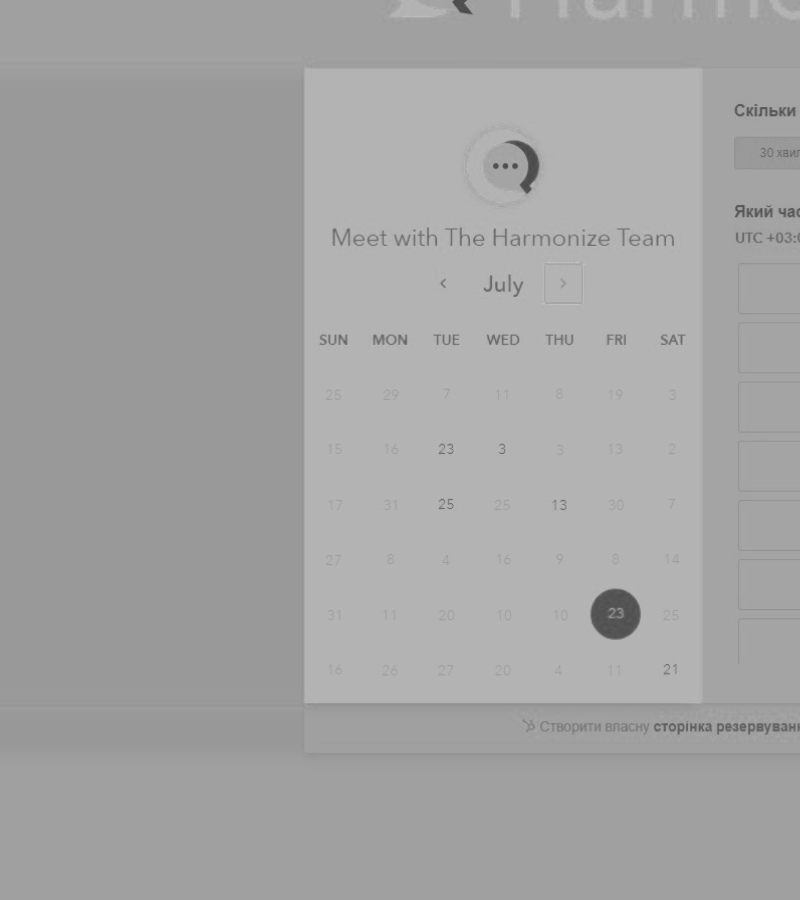 Meet with The Harmonize Team
July
SUN MON TUE WED THU FRI SAT
25 29 7 11 8 19 3
15 16 23 3 3 13 2
17 31 25 25 13 30 7
27 8 4 16 9 8 14
31 11 20 10 10 23 25
16 26 27 20 4 11 21
Скільки
30 хвил
Який час
UTC +03:0
Створити власну сторінка резервуванн